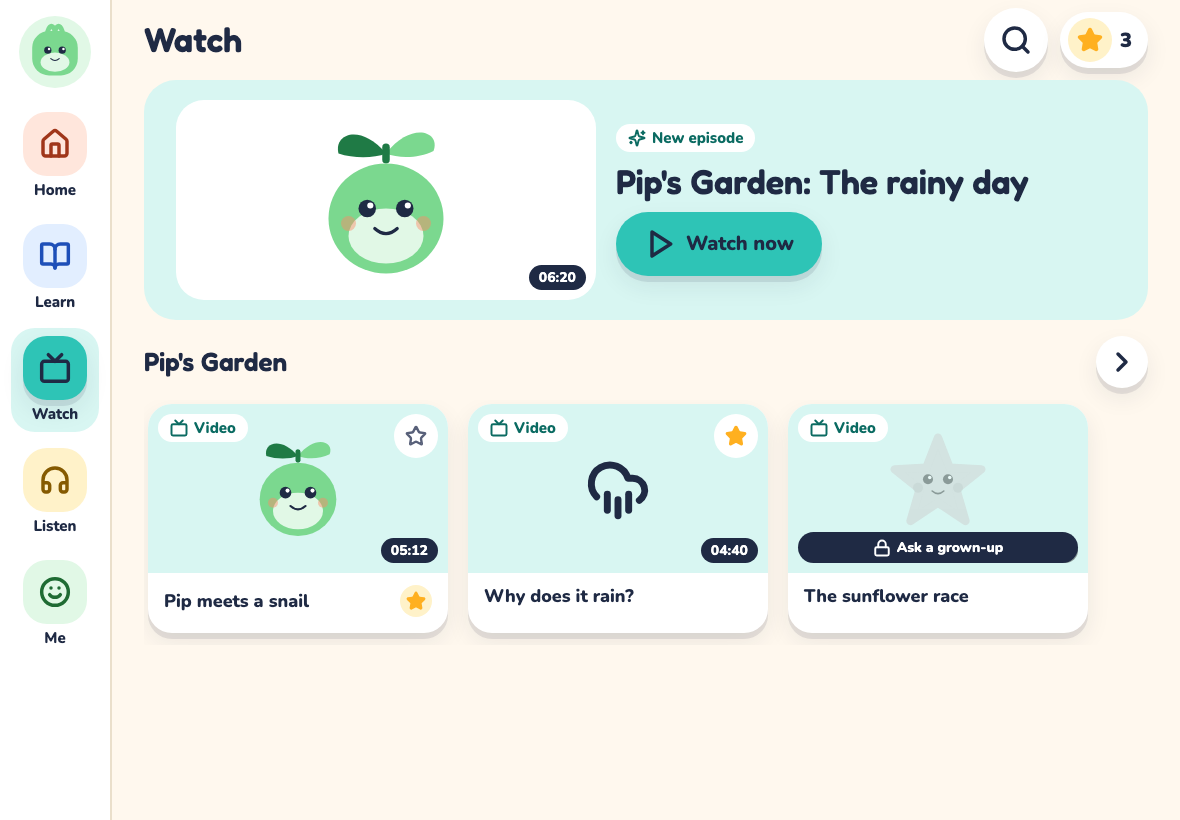 Watch
3
Home
Learn
Watch
Listen
Me
New episode
Pip's Garden: The rainy day
Watch now
06:20
Pip's Garden
Video
05:12
Pip meets a snail
Video
04:40
Why does it rain?
Video
Ask a grown-up
The sunflower race